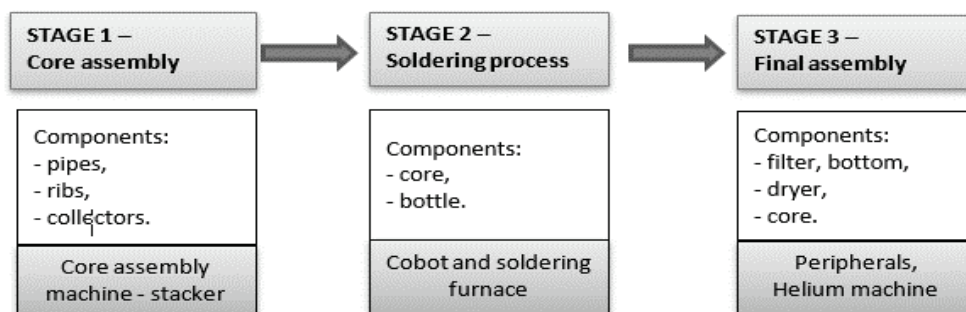 STAGE 1 –
Core assembly
STAGE 2 –
Soldering process
STAGE 3 –
Final assembly
Components:
- pipes,
- ribs,
- collectors.
Core assembly
machine - stacker
Components:
- core,
- bottle.
Cobot and soldering
furnace
Components:
- filter, bottom,
- dryer,
- core.
Peripherals,
Helium machine